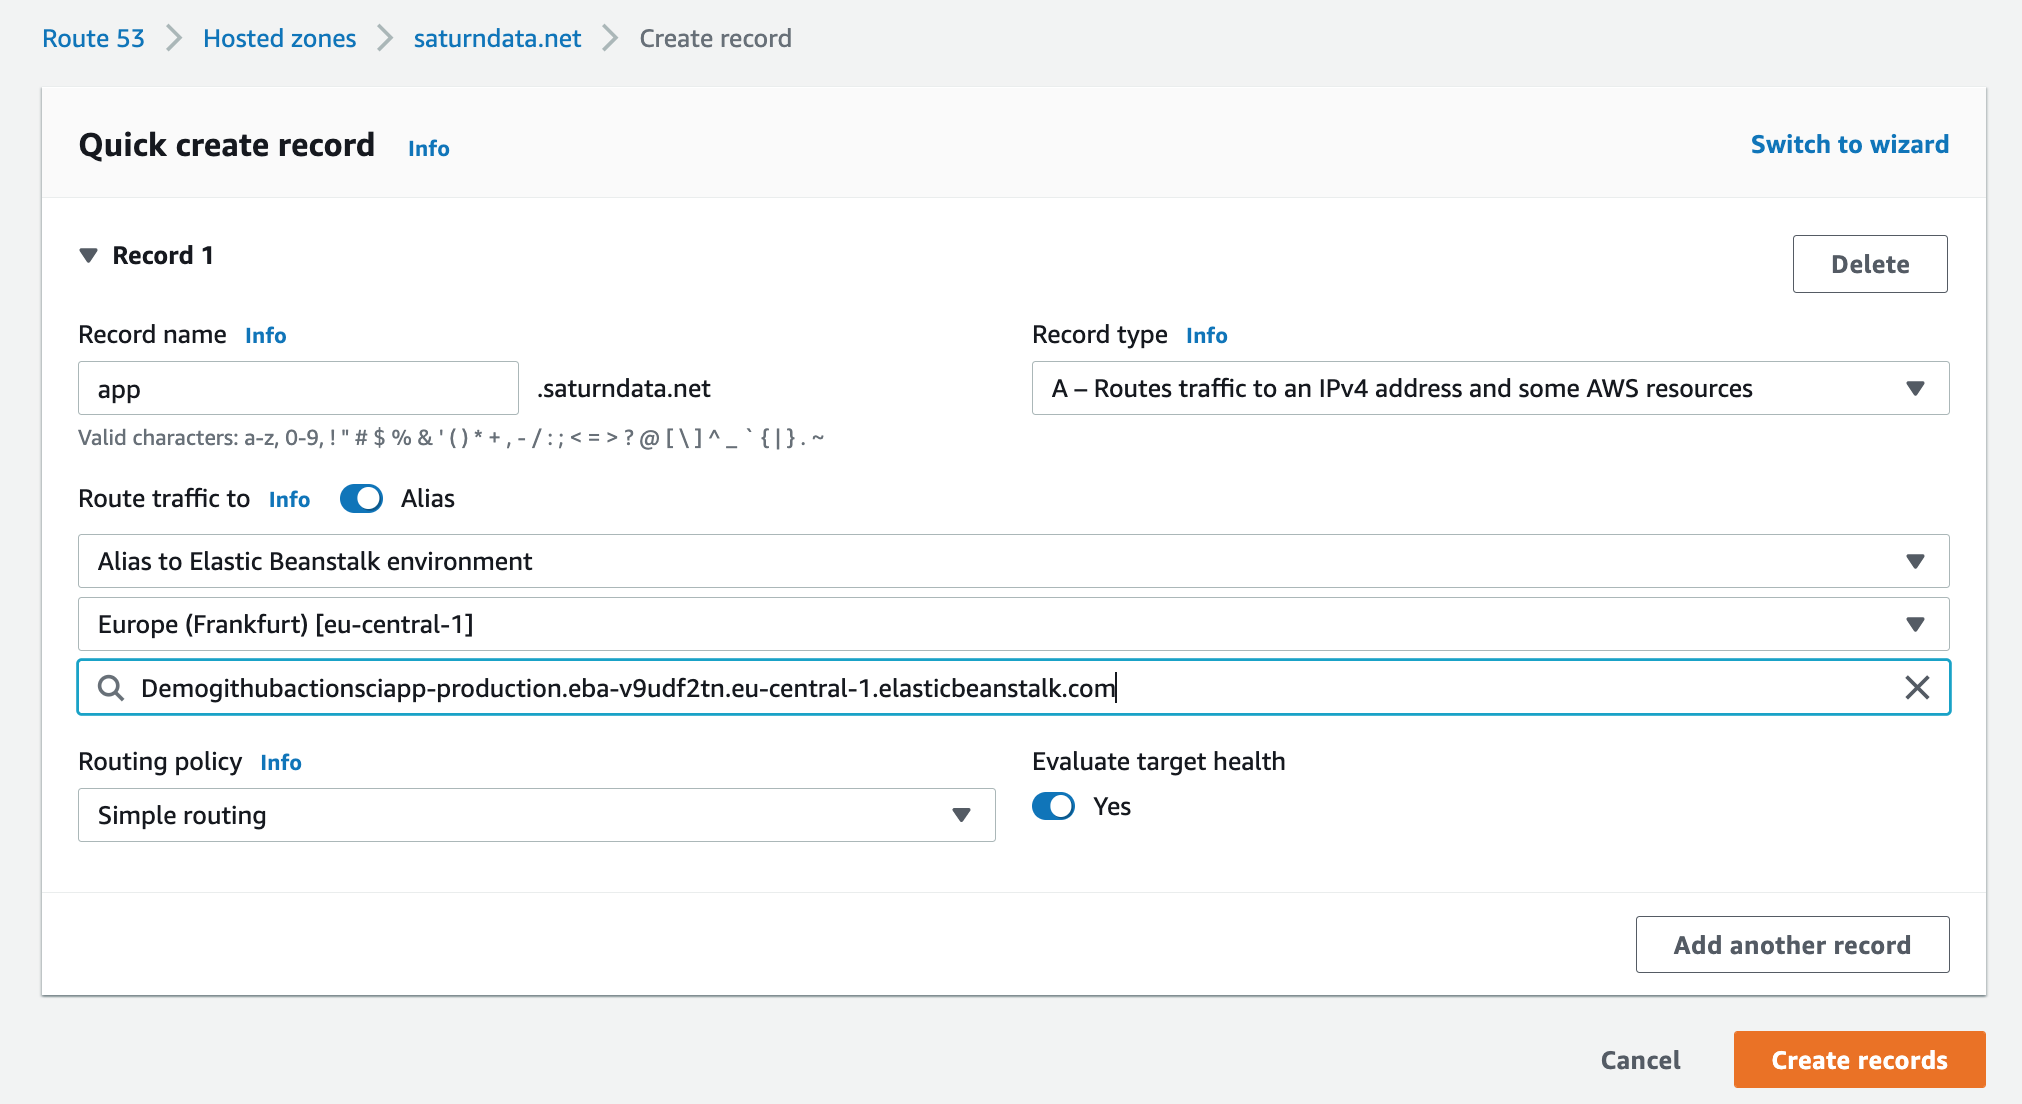 Route 53 > Hosted zones > saturndata.net > Create record
Quick create record Info
Switch to wizard
Record 1
Delete
Record name Info
app
.saturndata.net
Valid characters: a-z, 0-9, ! " # $ % & ' ( ) * + , - / : ; < = > ? @ [ \ ] ^ _ ` { | } . ~
Record type Info
A – Routes traffic to an IPv4 address and some AWS resources
Route traffic to Info Alias
Alias to Elastic Beanstalk environment
Europe (Frankfurt) [eu-central-1]
Demogithubactionsciapp-production.eba-v9udf2tn.eu-central-1.elasticbeanstalk.com
Routing policy Info
Simple routing
Evaluate target health
Yes
Add another record
Cancel
Create records